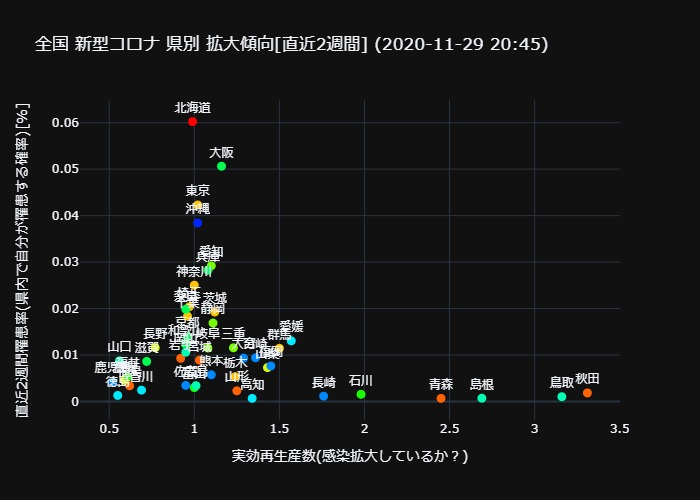 全国 新型コロナ 県別 拡大傾向[直近2週間] (2020-11-29 20:45)
直近2週間罹患率(県内で自分が罹患する確率)[%]
0.06
0.05
0.04
0.03
0.02
0.01
0
北海道
大阪
東京
沖縄
愛知
兵庫
神奈川
茨城
静岡
京都
愛媛
群馬
長野
岐阜
三重
山口
滋賀
宮城
熊本
栃木
山形
高知
長崎
石川
青森
島根
鳥取
秋田
0.5
1
1.5
2
2.5
3
3.5
実効再生産数(感染拡大しているか？)